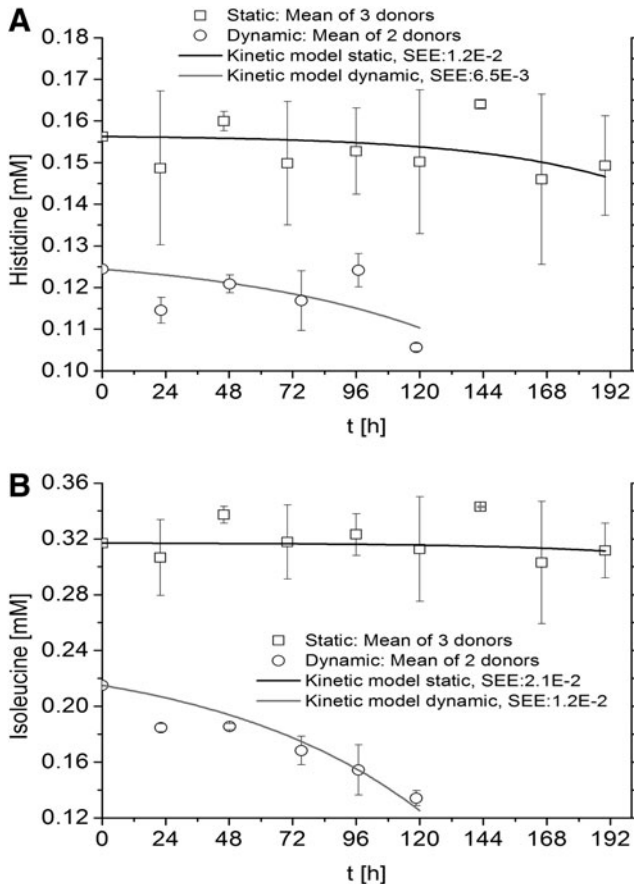 A
Static: Mean of 3 donors
Dynamic: Mean of 2 donors
Kinetic model static, SEE:1.2E-2
Kinetic model dynamic, SEE:6.5E-3
0.18
0.17
0.16
0.15
0.14
0.13
0.12
0.11
0.10
Histidine [mM]
0 24 48 72 96 120 144 168 192
t [h]
B
0.36
0.32
0.28
0.24
0.20
0.16
0.12
Isoleucine [mM]
Static: Mean of 3 donors
Dynamic: Mean of 2 donors
Kinetic model static, SEE:2.1E-2
Kinetic model dynamic, SEE:1.2E-2
0 24 48 72 96 120 144 168 192
t [h]